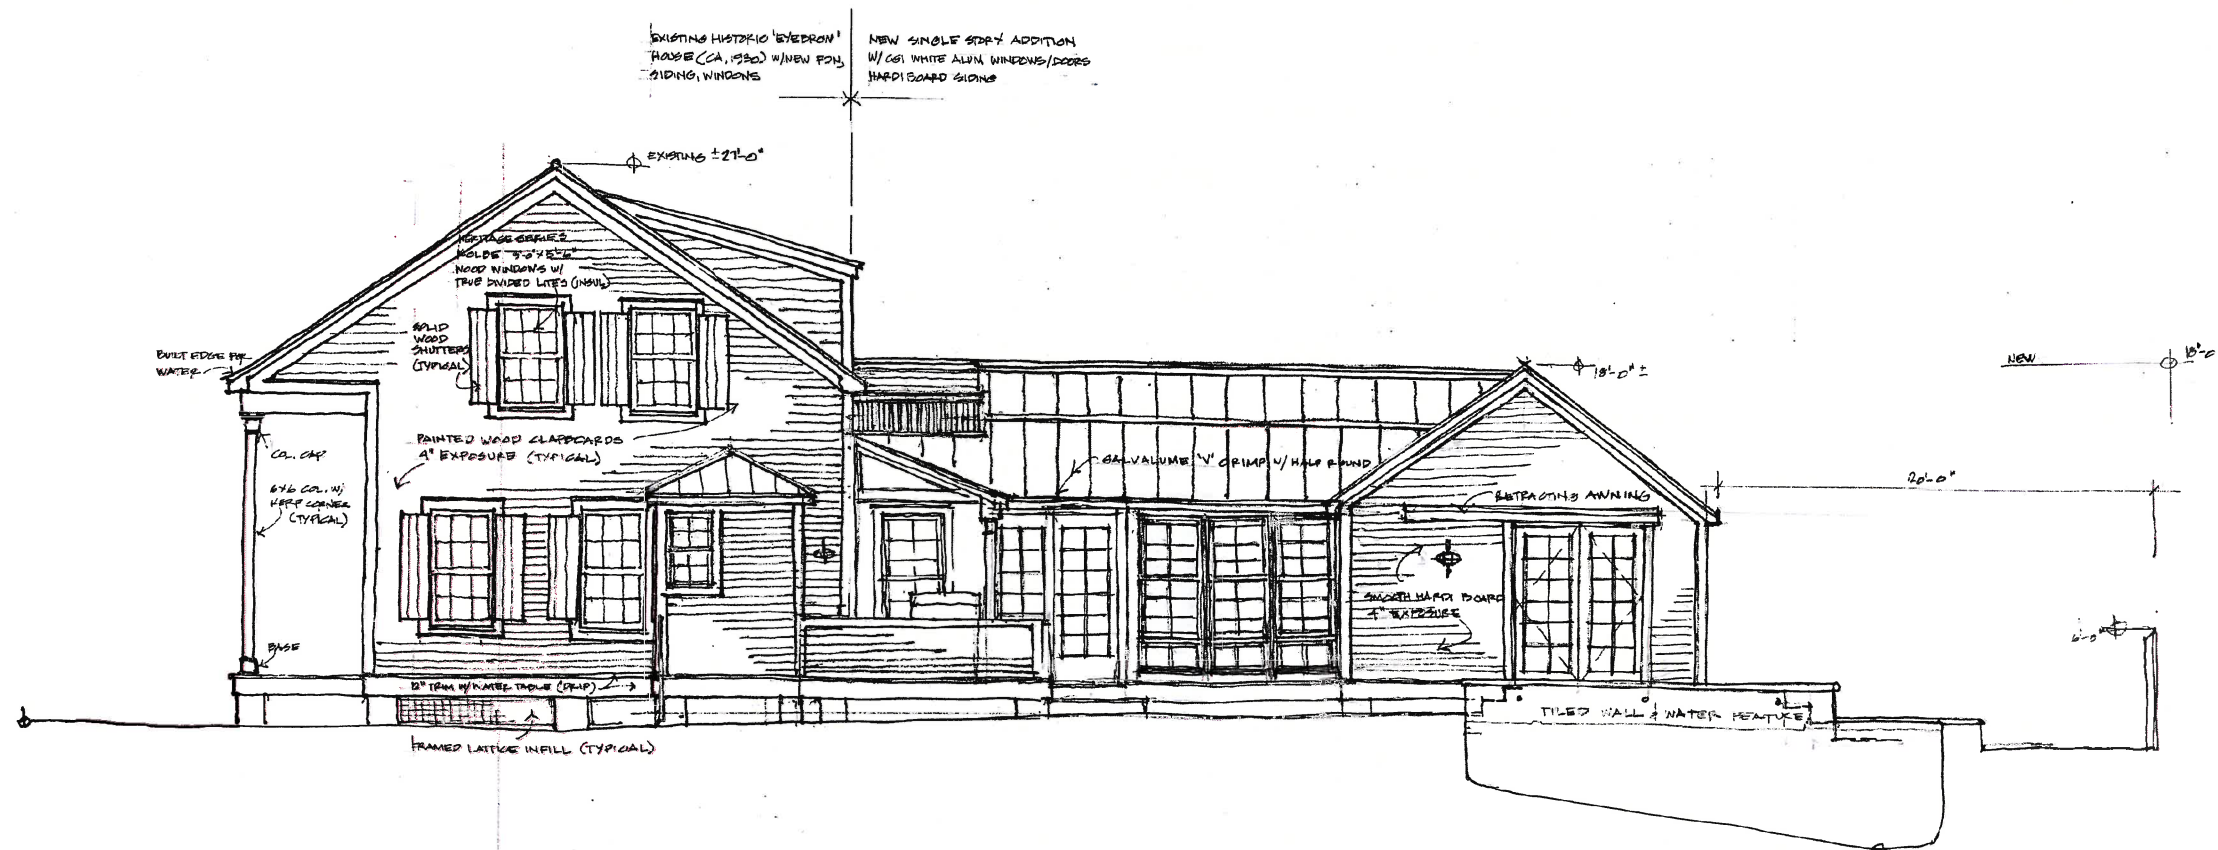 EXISTING HISTORIC 'EYEBROW'
HOUSE (CA. 1930) W/NEW FDN,
SIDING, WINDOWS
NEW SINGLE STORY ADDITION
W/ CGI WHITE ALUM WINDOWS/DOORS
HARDIBOARD SIDING
EXISTING ±27'-0"
HERITAGE SERIES
KOLBE
WOOD WINDOWS W/
TRUE DIVIDED LITES (INSUL)
SOLID
WOOD
SHUTTERS
(TYPICAL)
BUILT EDGE FOR
WATER
PAINTED WOOD CLAPBOARDS
4" EXPOSURE (TYPICAL)
COL. CAP
6X6 COL. W/
KERF CORNER
(TYPICAL)
BASE
12" TRIM W/WATER TABLE (DRIP)
FRAMED LATTICE INFILL (TYPICAL)
GALVALUME 'V' CRIMP W/ HALF ROUND
18'-0" ±
NEW
18'-0
RETRACTING AWNING
20'-0"
SMOOTH HARDI BOARD
4" EXPOSURE
6'-0"
TILED WALL & WATER FEATURE